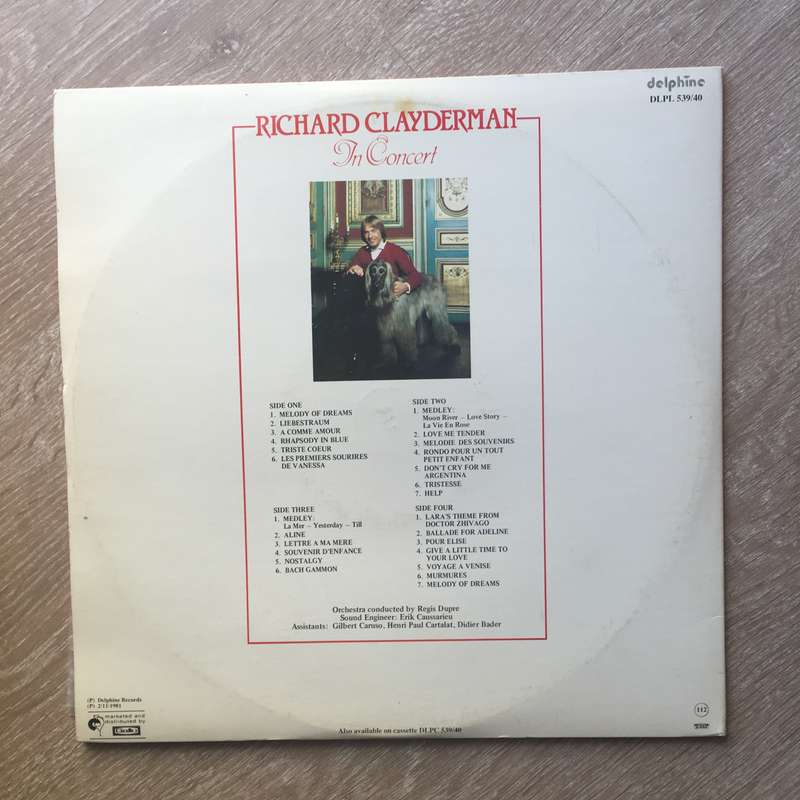 delphine
DLPL 539/40
RICHARD CLAYDERMAN
In Concert
SIDE ONE
1. MELODY OF DREAMS
2. LIEBESTRAUM
3. A COMME AMOUR
4. RHAPSODY IN BLUE
5. TRISTE COEUR
6. LES PREMIERS SOURIRES
DE VANESSA
SIDE TWO
1. MEDLEY:
Moon River – Love Story –
La Vie En Rose
2. LOVE ME TENDER
3. MELODIE DES SOUVENIRS
4. RONDO POUR UN TOUT
PETIT ENFANT
5. DON'T CRY FOR ME
ARGENTINA
6. TRISTESSE
7. HELP
SIDE THREE
1. MEDLEY:
La Mer – Yesterday – Till
2. ALINE
3. LETTRE A MA MERE
4. SOUVENIR D'ENFANCE
5. NOSTALGY
6. BACH GAMMON
SIDE FOUR
1. LARA'S THEME FROM
DOCTOR ZHIVAGO
2. BALLADE FOR ADELINE
3. POUR ELISE
4. GIVE A LITTLE TIME TO
YOUR LOVE
5. VOYAGE A VENISE
6. MURMURES
7. MELODY OF DREAMS
Orchestra conducted by Regis Dupre
Sound Engineer: Erik Caussarieu
Assistants: Gilbert Caruso, Henri Paul Cartalat, Didier Bader
(P) Delphine Records
(P) 2/11/1981
marketed and
distributed by
Gallo
Also available on cassette DLPC 539/40
112